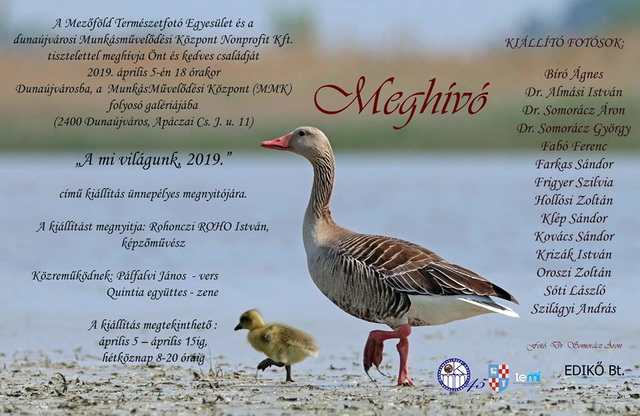 A Mezőföld Természetfotó Egyesület és a
dunaújvárosi Munkásművelődési Központ Nonprofit Kft.
tisztelettel meghívja Önt és kedves családját
2019. április 5-én 18 órakor
Dunaújvárosba, a MunkásMűvelődési Központ (MMK)
folyosó galériájába
(2400 Dunaújváros, Apáczai Cs. J. u. 11)
„A mi világunk, 2019.”
című kiállítás ünnepélyes megnyitójára.
A kiállítást megnyitja: Rohonczi ROHO István,
képzőművész
Közreműködnek: Pálfalvi János - vers
Quintia együttes - zene
A kiállítás megtekinthető :
április 5 – április 15ig,
hétköznap 8-20 óráig
Meghívó
KIÁLLÍTÓ FOTÓSOK:
Bíró Ágnes
Dr. Almási István
Dr. Somorácz Áron
Dr. Somorácz György
Fabó Ferenc
Farkas Sándor
Frigyer Szilvia
Hollósi Zoltán
Klép Sándor
Kovács Sándor
Krizák István
Oroszi Zoltán
Sóti László
Szilágyi András
Fotó: Dr. Somorácz Áron
45
EDIKŐ Bt.